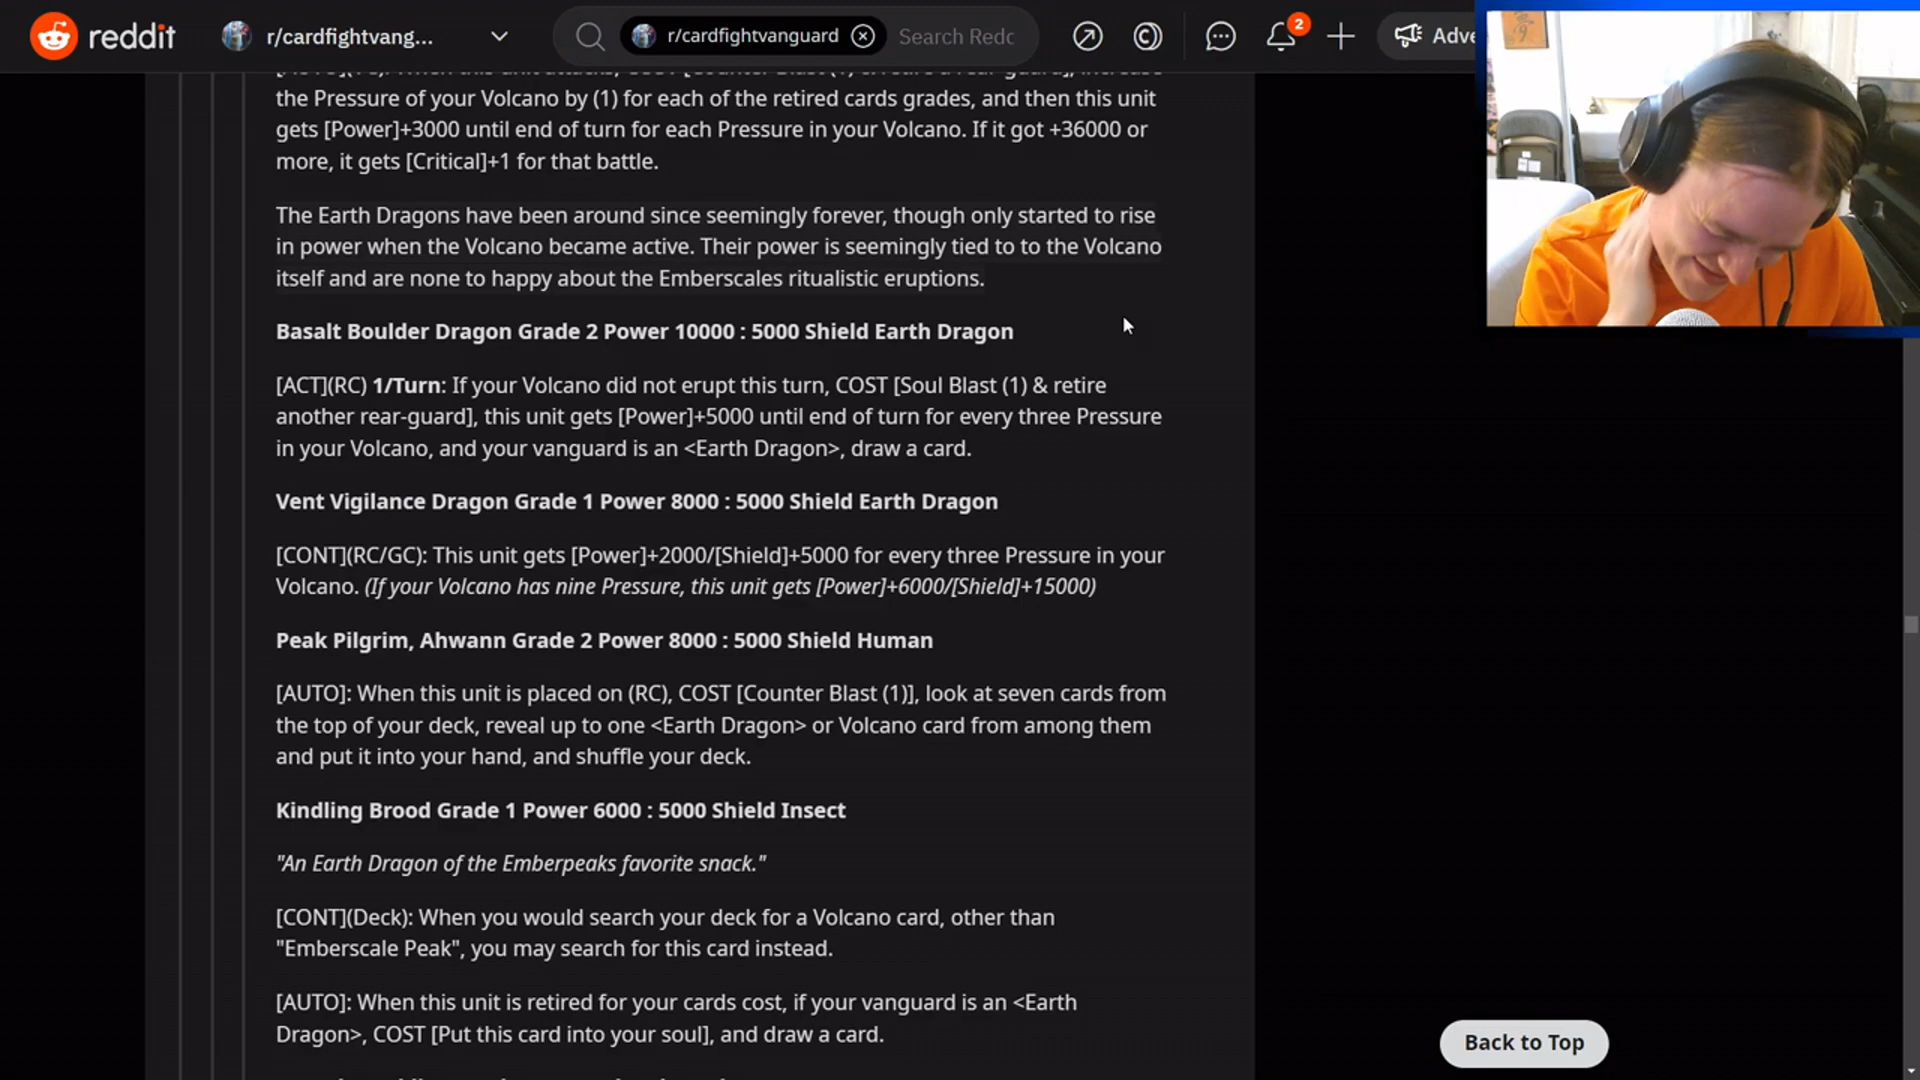 reddit
r/cardfightvang...
r/cardfightvanguard
Search Redc
2
Adve
the Pressure of your Volcano by (1) for each of the retired cards grades, and then this unit
gets [Power]+3000 until end of turn for each Pressure in your Volcano. If it got +36000 or
more, it gets [Critical]+1 for that battle.
The Earth Dragons have been around since seemingly forever, though only started to rise
in power when the Volcano became active. Their power is seemingly tied to to the Volcano
itself and are none to happy about the Emberscales ritualistic eruptions.
Basalt Boulder Dragon Grade 2 Power 10000 : 5000 Shield Earth Dragon
[ACT](RC) 1/Turn: If your Volcano did not erupt this turn, COST [Soul Blast (1) & retire
another rear-guard], this unit gets [Power]+5000 until end of turn for every three Pressure
in your Volcano, and your vanguard is an <Earth Dragon>, draw a card.
Vent Vigilance Dragon Grade 1 Power 8000 : 5000 Shield Earth Dragon
[CONT](RC/GC): This unit gets [Power]+2000/[Shield]+5000 for every three Pressure in your
Volcano. (If your Volcano has nine Pressure, this unit gets [Power]+6000/[Shield]+15000)
Peak Pilgrim, Ahwann Grade 2 Power 8000 : 5000 Shield Human
[AUTO]: When this unit is placed on (RC), COST [Counter Blast (1)], look at seven cards from
the top of your deck, reveal up to one <Earth Dragon> or Volcano card from among them
and put it into your hand, and shuffle your deck.
Kindling Brood Grade 1 Power 6000 : 5000 Shield Insect
"An Earth Dragon of the Emberpeaks favorite snack."
[CONT](Deck): When you would search your deck for a Volcano card, other than
"Emberscale Peak", you may search for this card instead.
[AUTO]: When this unit is retired for your cards cost, if your vanguard is an <Earth
Dragon>, COST [Put this card into your soul], and draw a card.
Back to Top